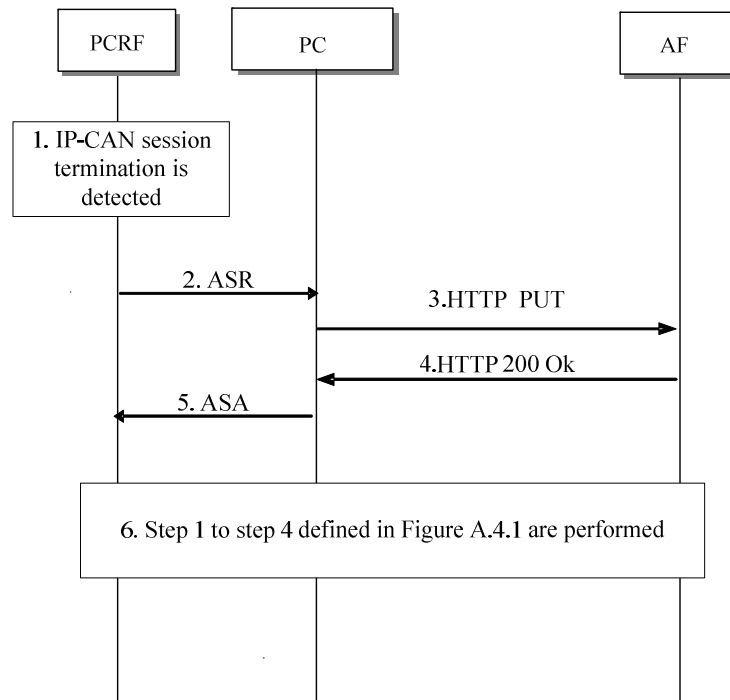 PCRF
PC
AF
1. IP-CAN session
termination is
detected
2. ASR
3.HTTP PUT
4.HTTP 200 Ok
5. ASA
6. Step 1 to step 4 defined in Figure A.4.1 are performed